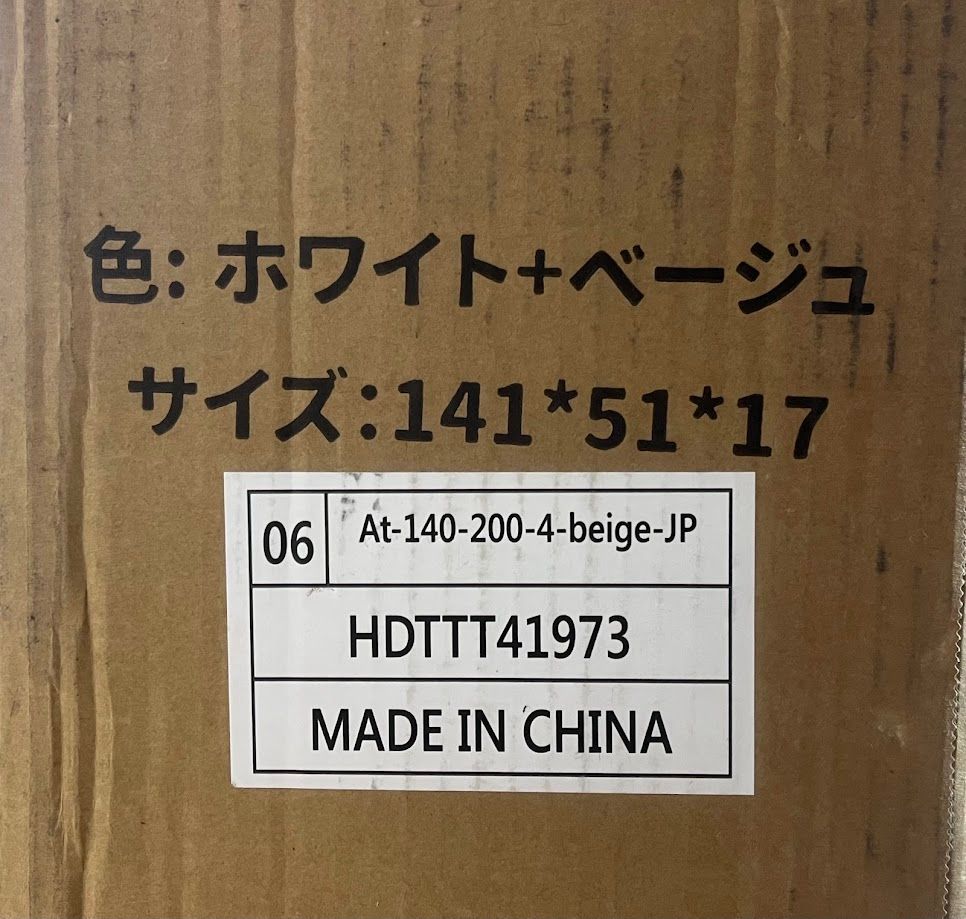 色: ホワイト+ベージュ
サイズ:141*51*17
06 At-140-200-4-beige-JP
HDTTT41973
MADE IN CHINA